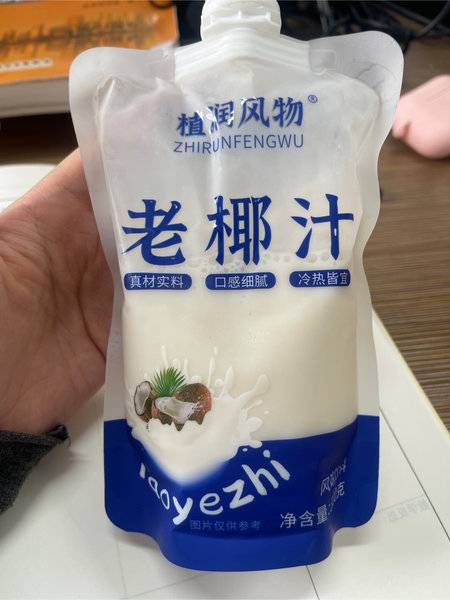 植润风物®
ZHIRUNFENGWU
老椰汁
真材实料 口感细腻 冷热皆宜
laoyezhi
图片仅供参考
净含量